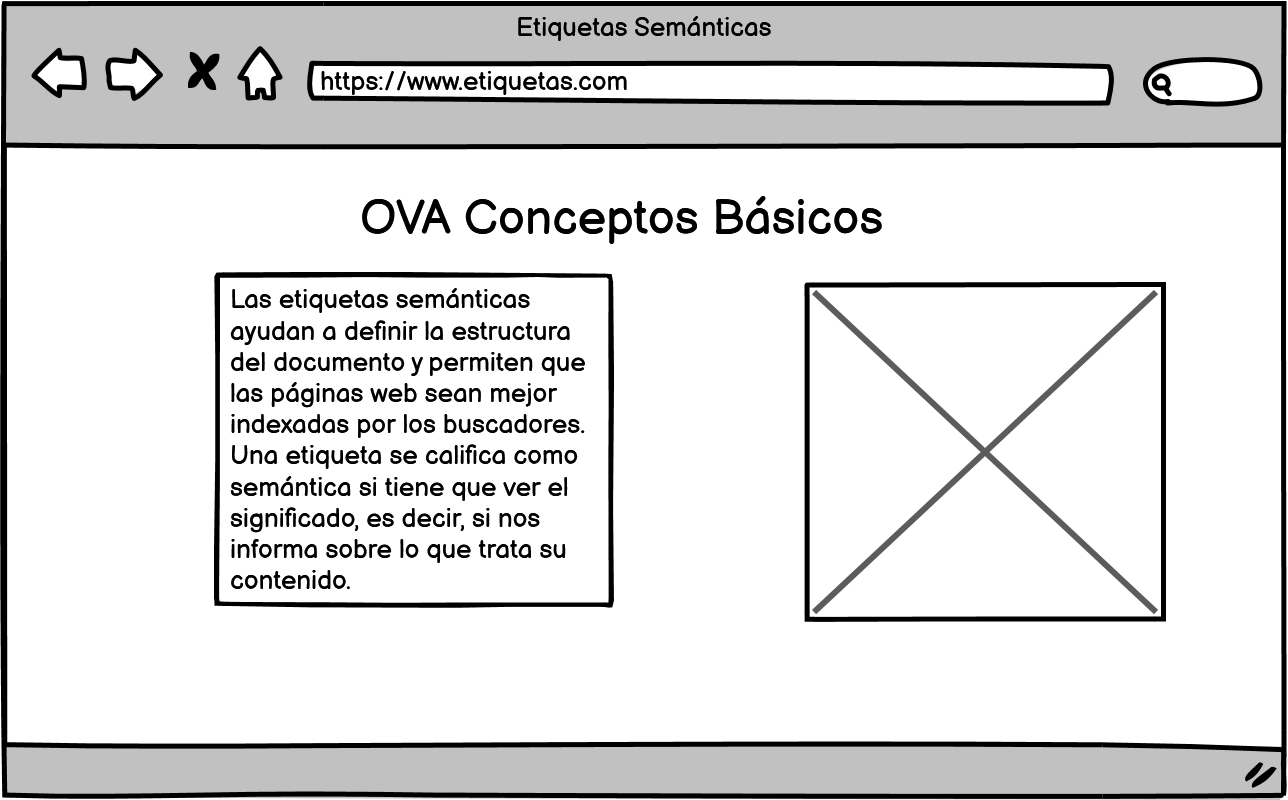 Etiquetas Semánticas
https://www.etiquetas.com
OVA Conceptos Básicos
Las etiquetas semánticas
ayudan a definir la estructura
del documento y permiten que
las páginas web sean mejor
indexadas por los buscadores.
Una etiqueta se califica como
semántica si tiene que ver el
significado, es decir, si nos
informa sobre lo que trata su
contenido.